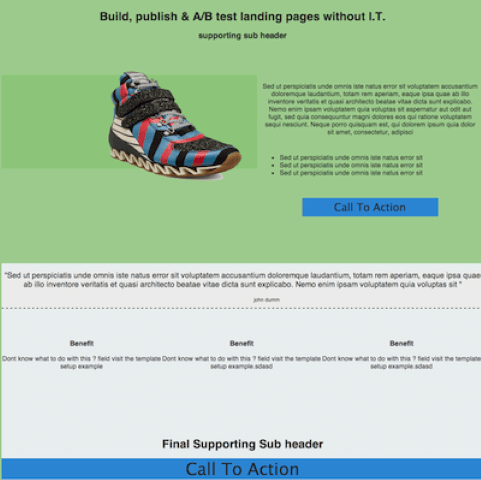 Build, publish & A/B test landing pages without I.T.
supporting sub header
Sed ut perspiciatis unde omnis iste natus error sit voluptatem accusantium
doloremque laudantium, totam rem aperiam, eaque ipsa quae ab illo
inventore veritatis et quasi architecto beatae vitae dicta sunt explicabo.
Nemo enim ipsam voluptatem quia voluptas sit aspernatur aut odit aut
fugit, sed quia consequuntur magni dolores eos qui ratione voluptatem
sequi nesciunt. Neque porro quisquam est, qui dolorem ipsum quia dolor
sit amet, consectetur, adipisci
• Sed ut perspiciatis unde omnis iste natus error sit
• Sed ut perspiciatis unde omnis iste natus error sit
• Sed ut perspiciatis unde omnis iste natus error sit
Call To Action
"Sed ut perspiciatis unde omnis iste natus error sit voluptatem accusantium doloremque laudantium, totam rem aperiam, eaque ipsa quae
ab illo inventore veritatis et quasi architecto beatae vitae dicta sunt explicabo. Nemo enim ipsam voluptatem quia voluptas sit "
john dumm
Benefit Benefit Benefit
Dont know what to do with this ? field visit the template Dont know what to do with this ? field visit the template Dont know what to do with this ? field visit the template
setup example setup example.sdasd setup example.sdasd
Final Supporting Sub header
Call To Action